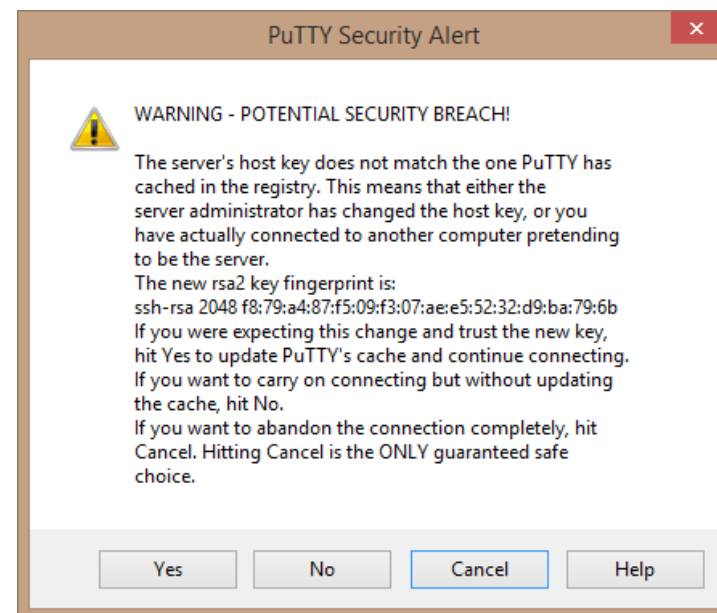 PuTTY Security Alert
WARNING - POTENTIAL SECURITY BREACH!
The server's host key does not match the one PuTTY has
cached in the registry. This means that either the
server administrator has changed the host key, or you
have actually connected to another computer pretending
to be the server.
The new rsa2 key fingerprint is:
ssh-rsa 2048 f8:79:a4:87:f5:09:f3:07:ae:e5:52:32:d9:ba:79:6b
If you were expecting this change and trust the new key,
hit Yes to update PuTTY's cache and continue connecting.
If you want to carry on connecting but without updating
the cache, hit No.
If you want to abandon the connection completely, hit
Cancel. Hitting Cancel is the ONLY guaranteed safe
choice.
Yes No Cancel Help